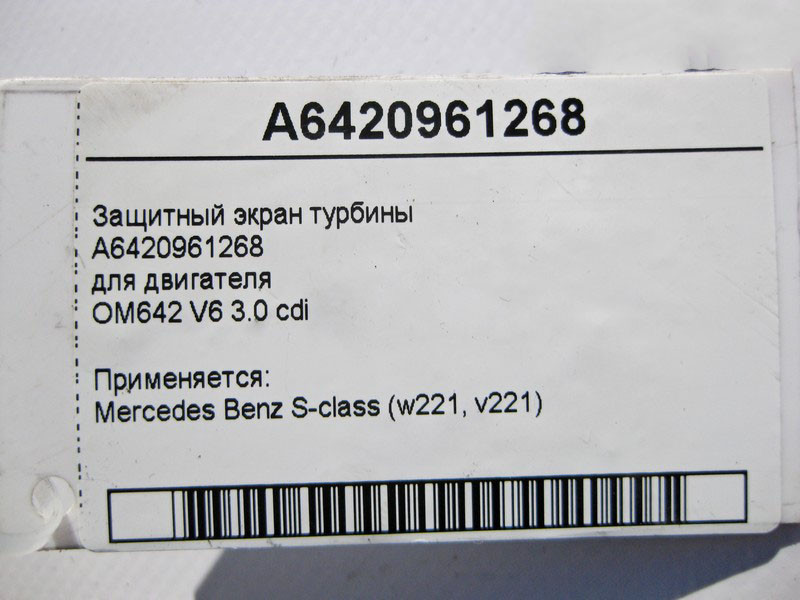 A6420961268
Защитный экран турбины
A6420961268
для двигателя
OM642 V6 3.0 cdi
Применяется:
Mercedes Benz S-class (w221, v221)